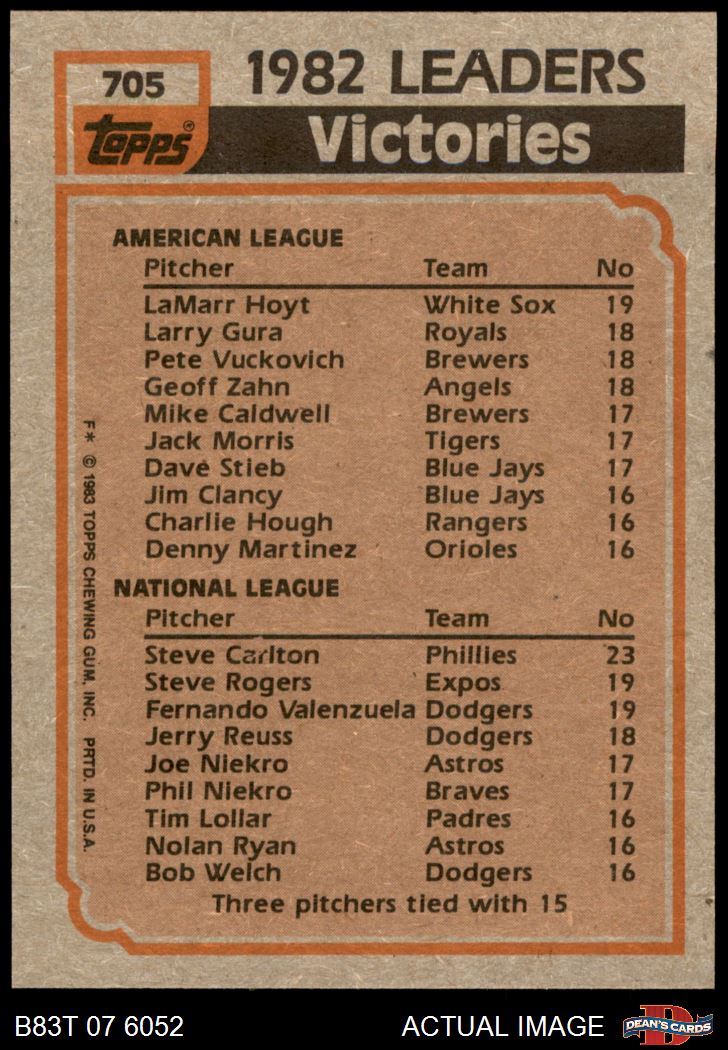 705
1982 LEADERS
Topps®
Victories
AMERICAN LEAGUE
Pitcher Team No
LaMarr Hoyt White Sox 19
Larry Gura Royals 18
Pete Vuckovich Brewers 18
Geoff Zahn Angels 18
Mike Caldwell Brewers 17
Jack Morris Tigers 17
Dave Stieb Blue Jays 17
Jim Clancy Blue Jays 16
Charlie Hough Rangers 16
Denny Martinez Orioles 16
NATIONAL LEAGUE
Pitcher Team No
Steve Carlton Phillies 23
Steve Rogers Expos 19
Fernando Valenzuela Dodgers 19
Jerry Reuss Dodgers 18
Joe Niekro Astros 17
Phil Niekro Braves 17
Tim Lollar Padres 16
Nolan Ryan Astros 16
Bob Welch Dodgers 16
Three pitchers tied with 15
F* © 1983 TOPPS CHEWING GUM, INC. PRTD. IN U.S.A.
B83T 07 6052 ACTUAL IMAGE
D
DEAN'S CARDS